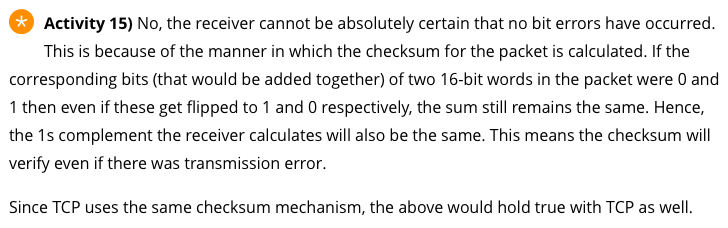 * Activity 15) No, the receiver cannot be absolutely certain that no bit errors have occurred.
This is because of the manner in which the checksum for the packet is calculated. If the
corresponding bits (that would be added together) of two 16-bit words in the packet were 0 and
1 then even if these get flipped to 1 and 0 respectively, the sum still remains the same. Hence,
the 1s complement the receiver calculates will also be the same. This means the checksum will
verify even if there was transmission error.
Since TCP uses the same checksum mechanism, the above would hold true with TCP as well.